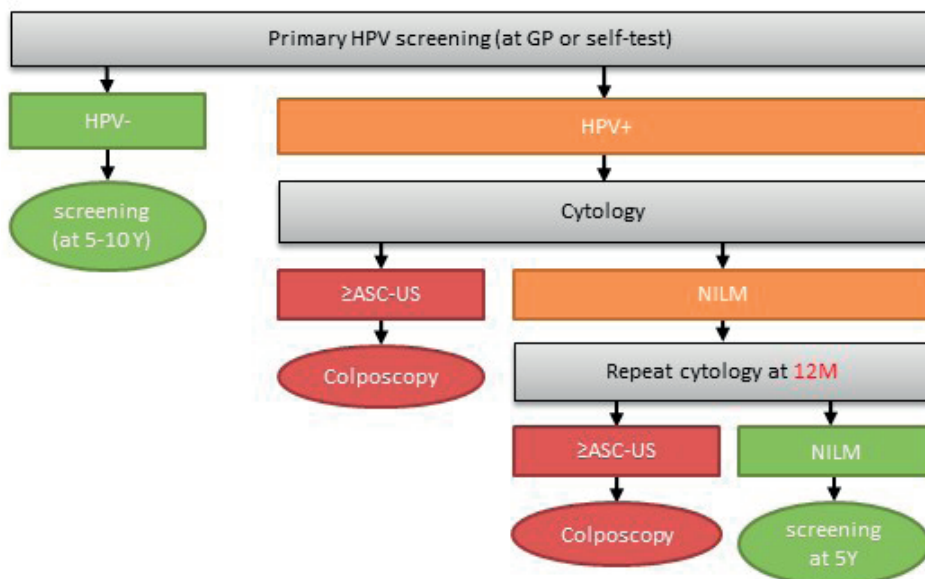 Primary HPV screening (at GP or self-test)
HPV-
HPV+
screening
(at 5-10 Y)
Cytology
≥ASC-US
NILM
Colposcopy
Repeat cytology at 12M
≥ASC-US
NILM
Colposcopy
screening
at 5Y